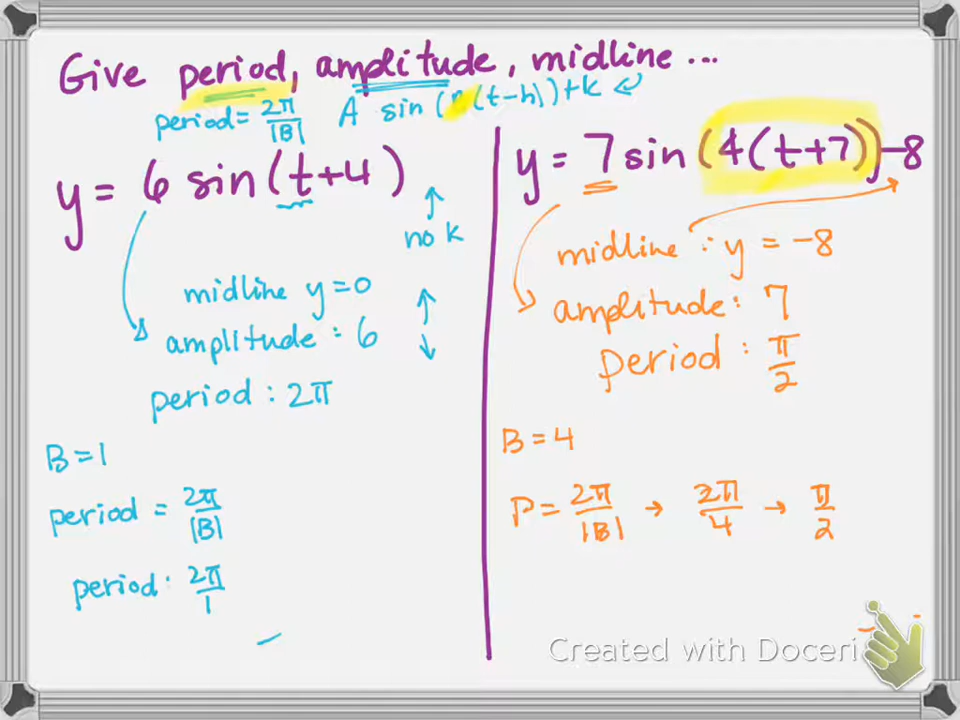 Give period, amplitude, midline ...
period = 2π/|B|   A sin (B(t-h))+k
y = 6 sin (t+4)
no k
midline y=0
amplitude : 6
period : 2π
B=1
period = 2π/|B|
period: 2π/1
y = 7 sin (4(t+7))-8
midline : y = -8
amplitude: 7
period : π/2
B = 4
P = 2π/|B| → 2π/4 → π/2
Created with Doceri